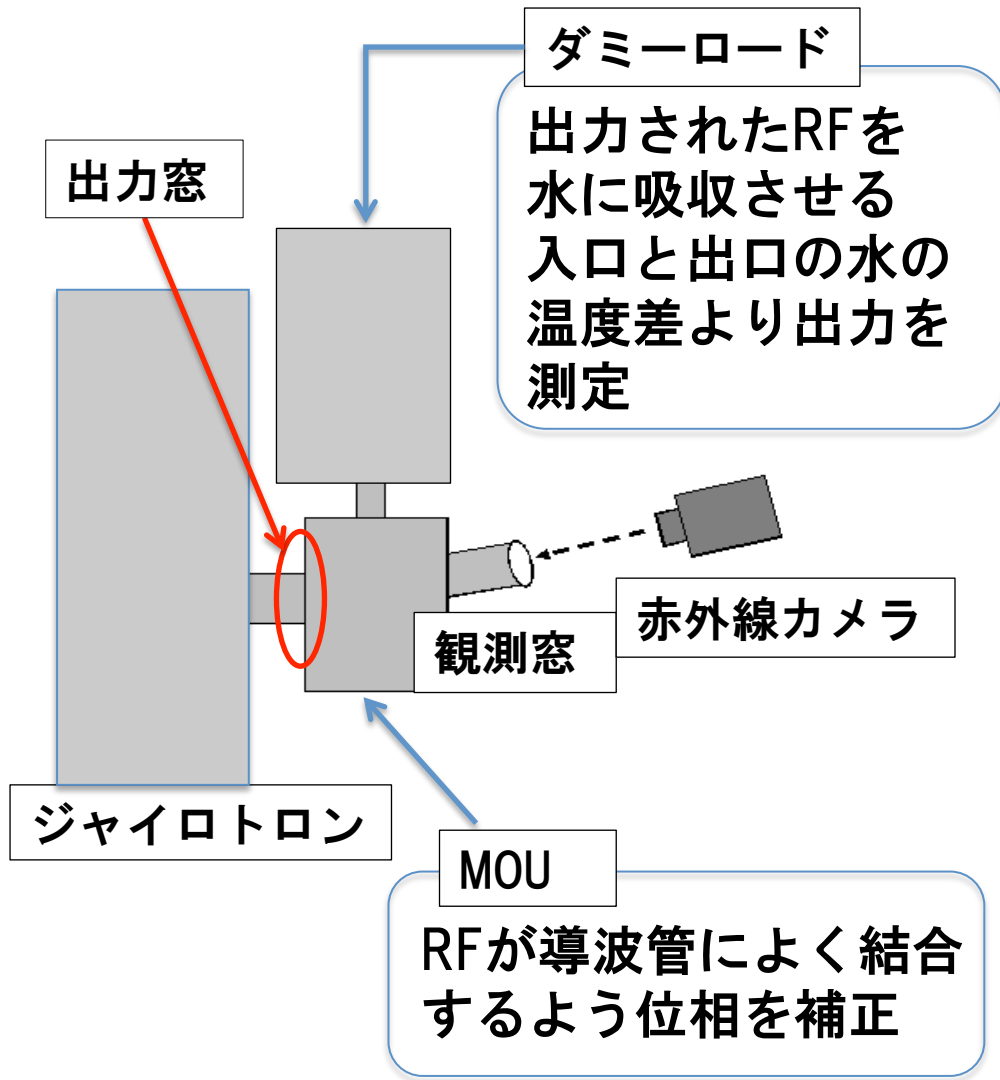 ダミーロード
出力されたRFを
水に吸収させる
入口と出口の水の
温度差より出力を
測定
出力窓
赤外線カメラ
観測窓
ジャイロトロン
MOU
RFが導波管によく結合
するよう位相を補正